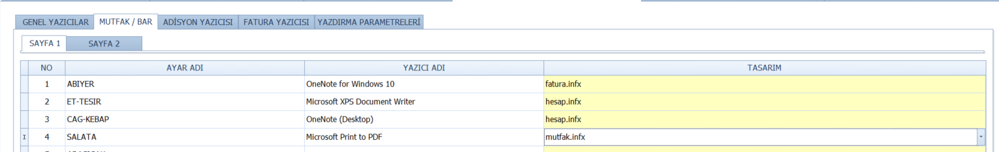 GENEL YAZICILAR MUTFAK / BAR ADİSYON YAZICISI FATURA YAZICISI YAZDIRMA PARAMETRELERİ
SAYFA 1 SAYFA 2
NO AYAR ADI YAZICI ADI TASARIM
1 ABIYER OneNote for Windows 10 fatura.infx
2 ET-TESIR Microsoft XPS Document Writer hesap.infx
3 CAG-KEBAP OneNote (Desktop) hesap.infx
4 SALATA Microsoft Print to PDF mutfak.infx